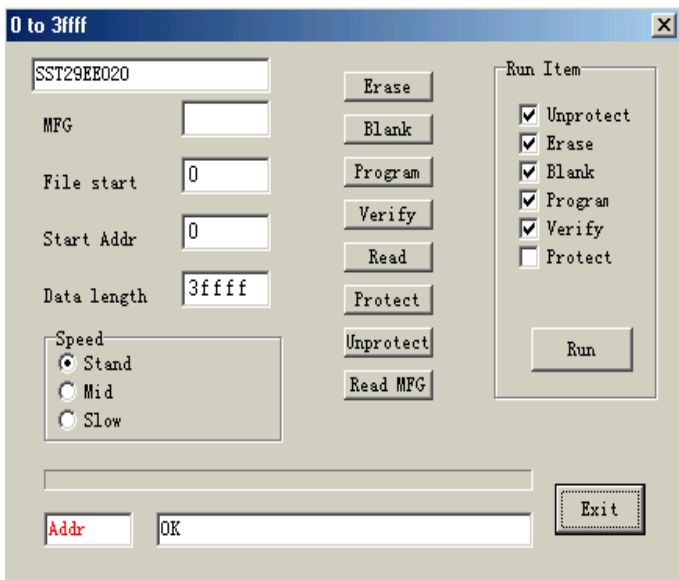 0 to 3ffff
SST29EE020
MFG
File start 0
Start Addr 0
Data length 3ffff
Speed
Stand
Mid
Slow
Erase
Blank
Program
Verify
Read
Protect
Unprotect
Read MFG
Run Item
Unprotect
Erase
Blank
Program
Verify
Protect
Run
Addr
OK
Exit